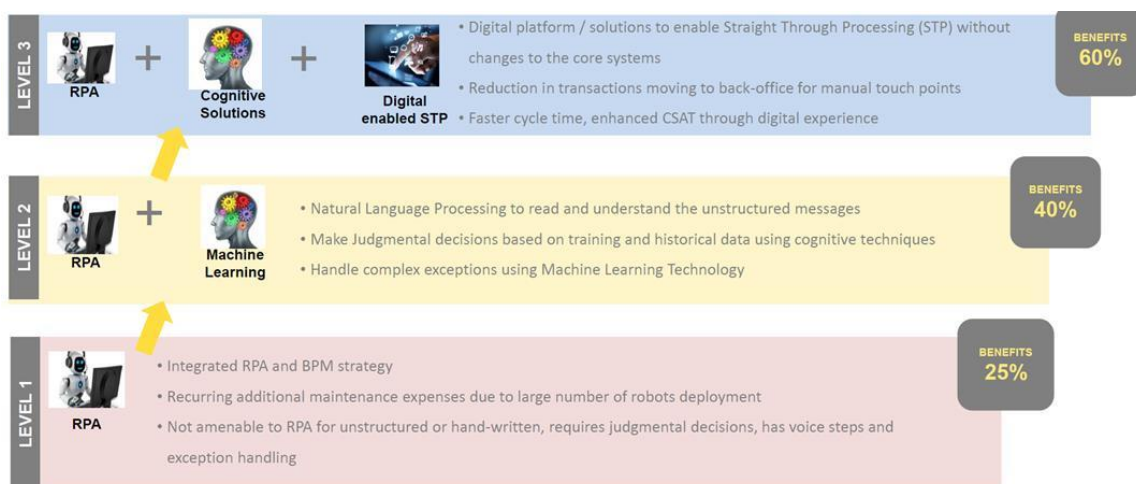 LEVEL 3
RPA
Cognitive
Solutions
Digital
enabled STP
• Digital platform / solutions to enable Straight Through Processing (STP) without
changes to the core systems
• Reduction in transactions moving to back-office for manual touch points
• Faster cycle time, enhanced CSAT through digital experience
BENEFITS
60%
LEVEL 2
RPA
Machine
Learning
• Natural Language Processing to read and understand the unstructured messages
• Make Judgmental decisions based on training and historical data using cognitive techniques
• Handle complex exceptions using Machine Learning Technology
BENEFITS
40%
LEVEL 1
RPA
• Integrated RPA and BPM strategy
• Recurring additional maintenance expenses due to large number of robots deployment
• Not amenable to RPA for unstructured or hand-written, requires judgmental decisions, has voice steps and
exception handling
BENEFITS
25%